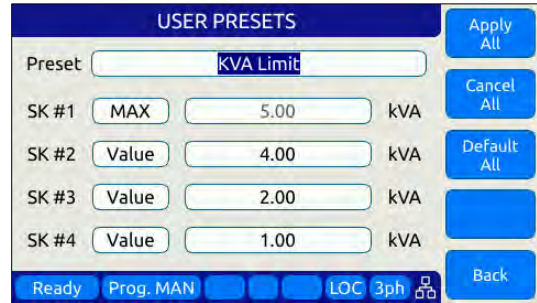 USER PRESETS
Preset KVA Limit
SK #1 MAX 5.00 kVA
SK #2 Value 4.00 kVA
SK #3 Value 2.00 kVA
SK #4 Value 1.00 kVA
Ready Prog. MAN LOC 3ph
Apply
All
Cancel
All
Default
All
Back